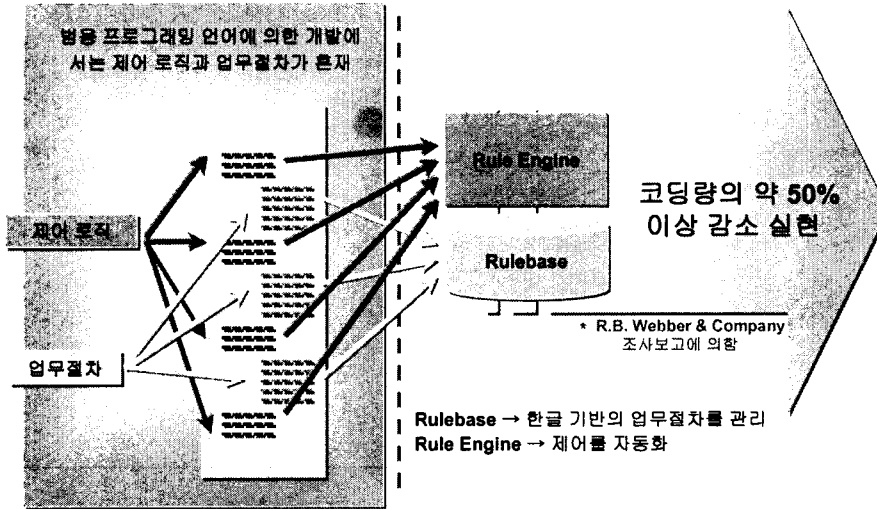 범용 프로그래밍 언어에 의한 개발에
서는 제어 로직과 업무절차가 혼재
제어 로직
업무절차
Rule Engine
Rulebase
코딩량의 약 50%
이상 감소 실현
* R.B. Webber & Company
조사보고에 의함
Rulebase → 한글 기반의 업무절차를 관리
Rule Engine → 제어를 자동화